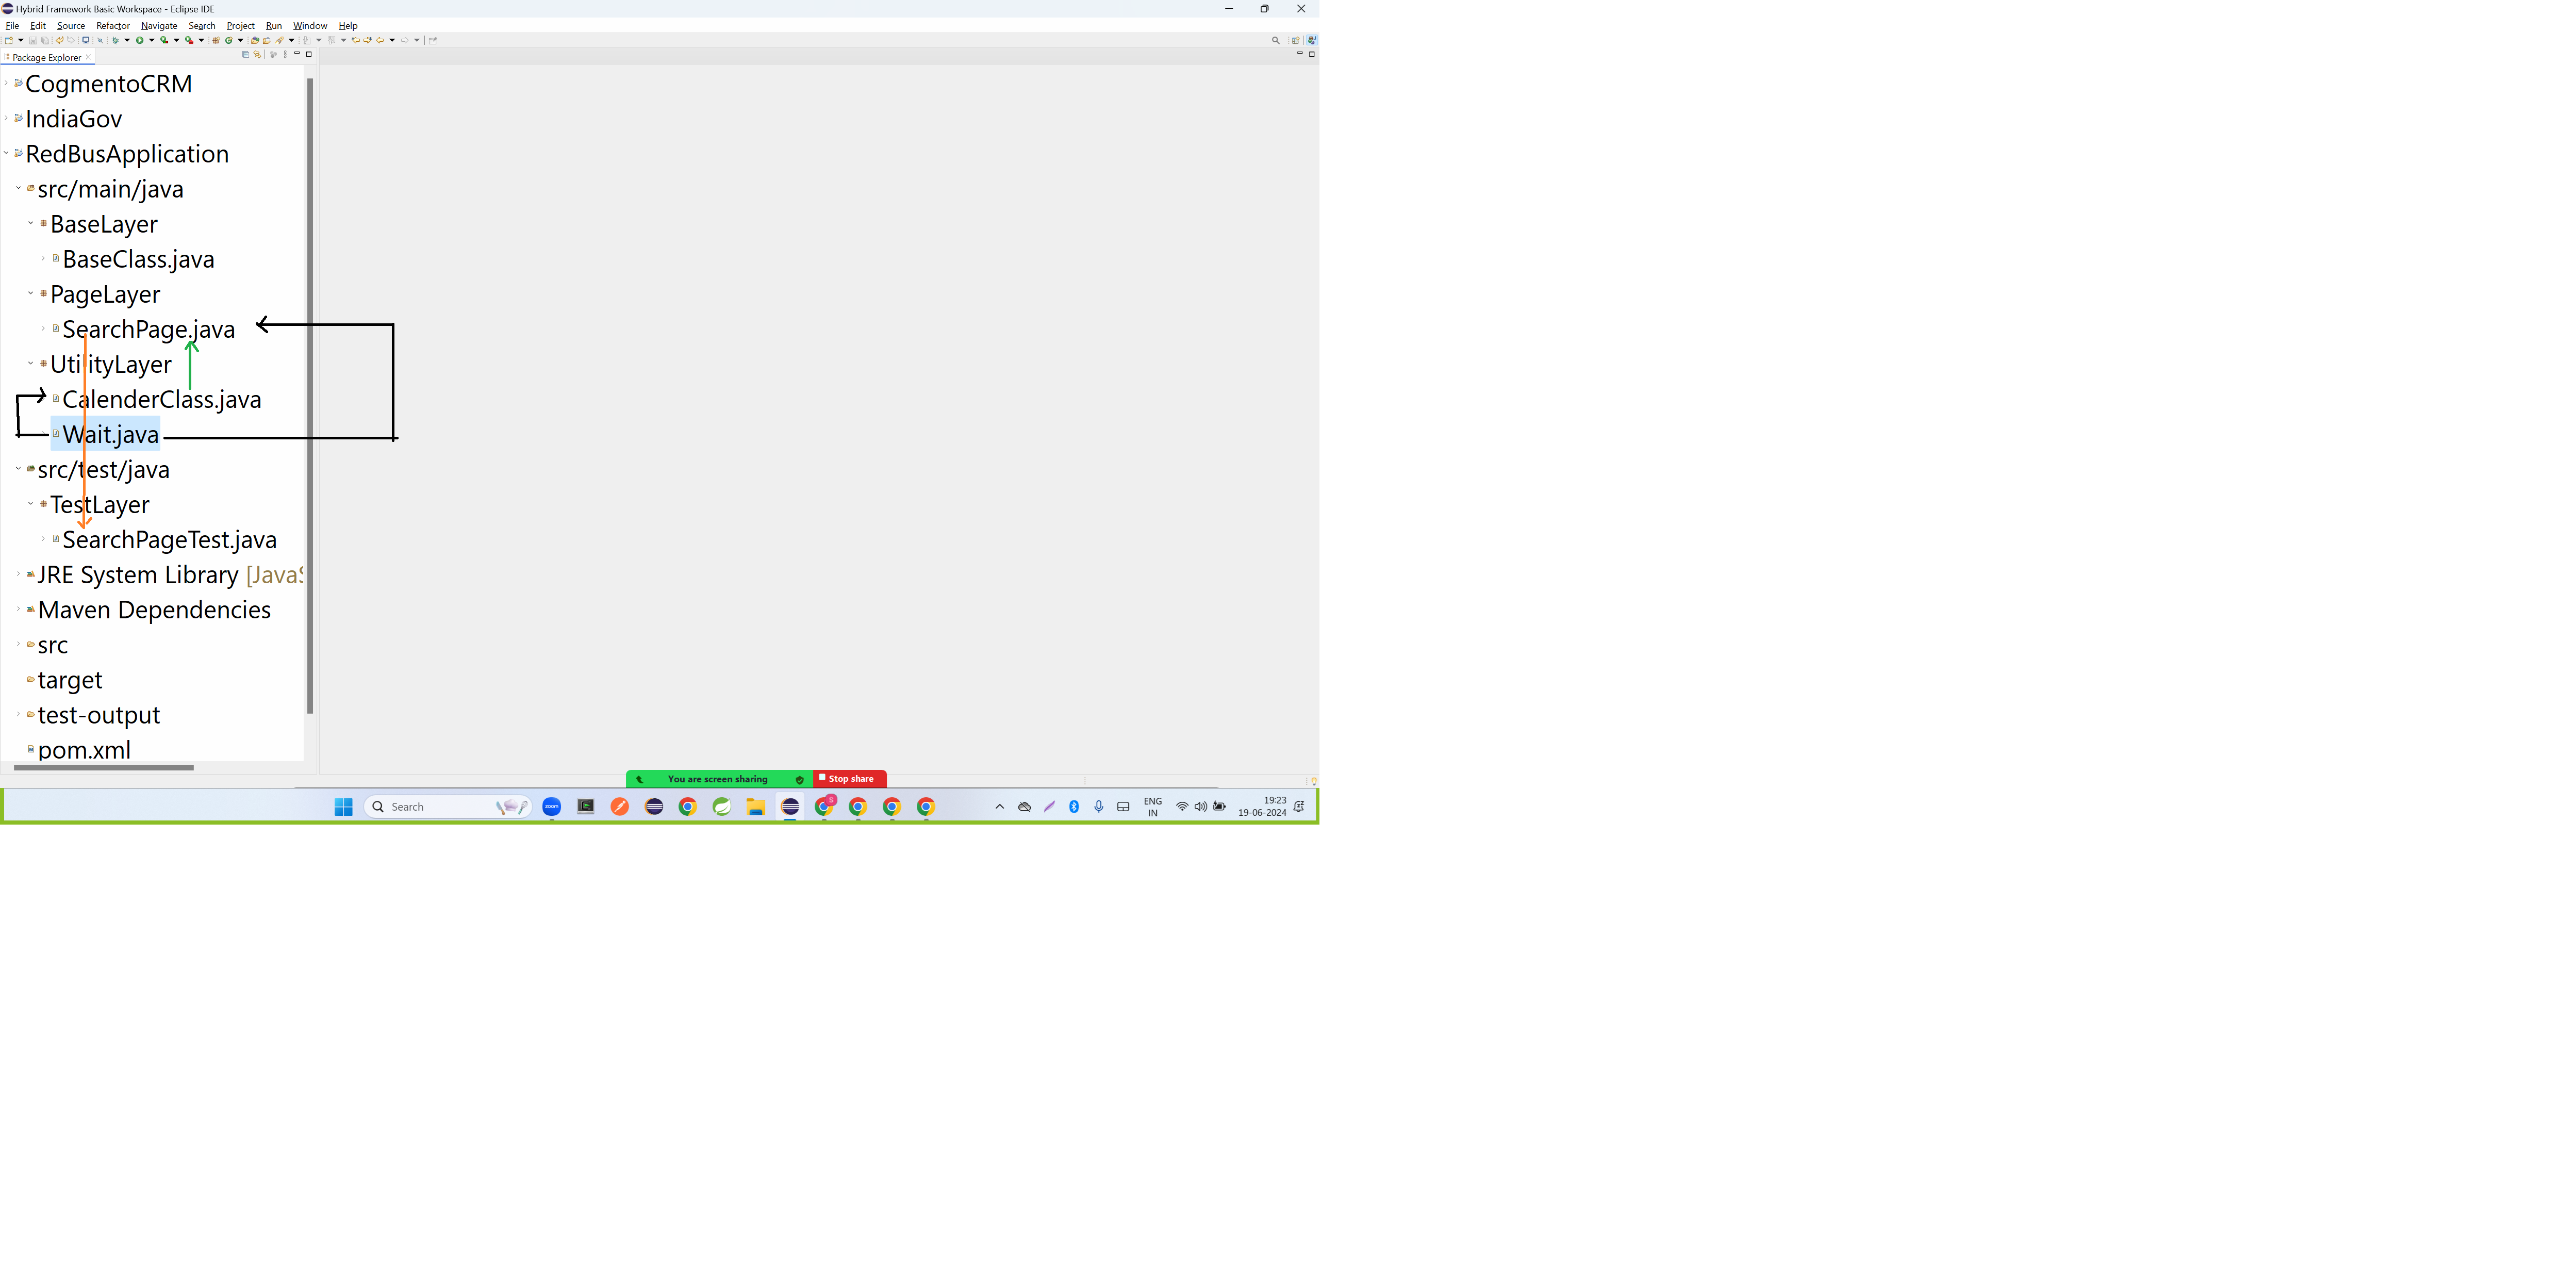 Hybrid Framework Basic Workspace - Eclipse IDE
File Edit Source Refactor Navigate Search Project Run Window Help
Package Explorer
CogmentoCRM
IndiaGov
RedBusApplication
src/main/java
BaseLayer
BaseClass.java
PageLayer
SearchPage.java
UtilityLayer
CalenderClass.java
Wait.java
src/test/java
TestLayer
SearchPageTest.java
JRE System Library [JavaS
Maven Dependencies
src
target
test-output
pom.xml
You are screen sharing Stop share
Search zoom 5 ENG 19:23
IN 19-06-2024